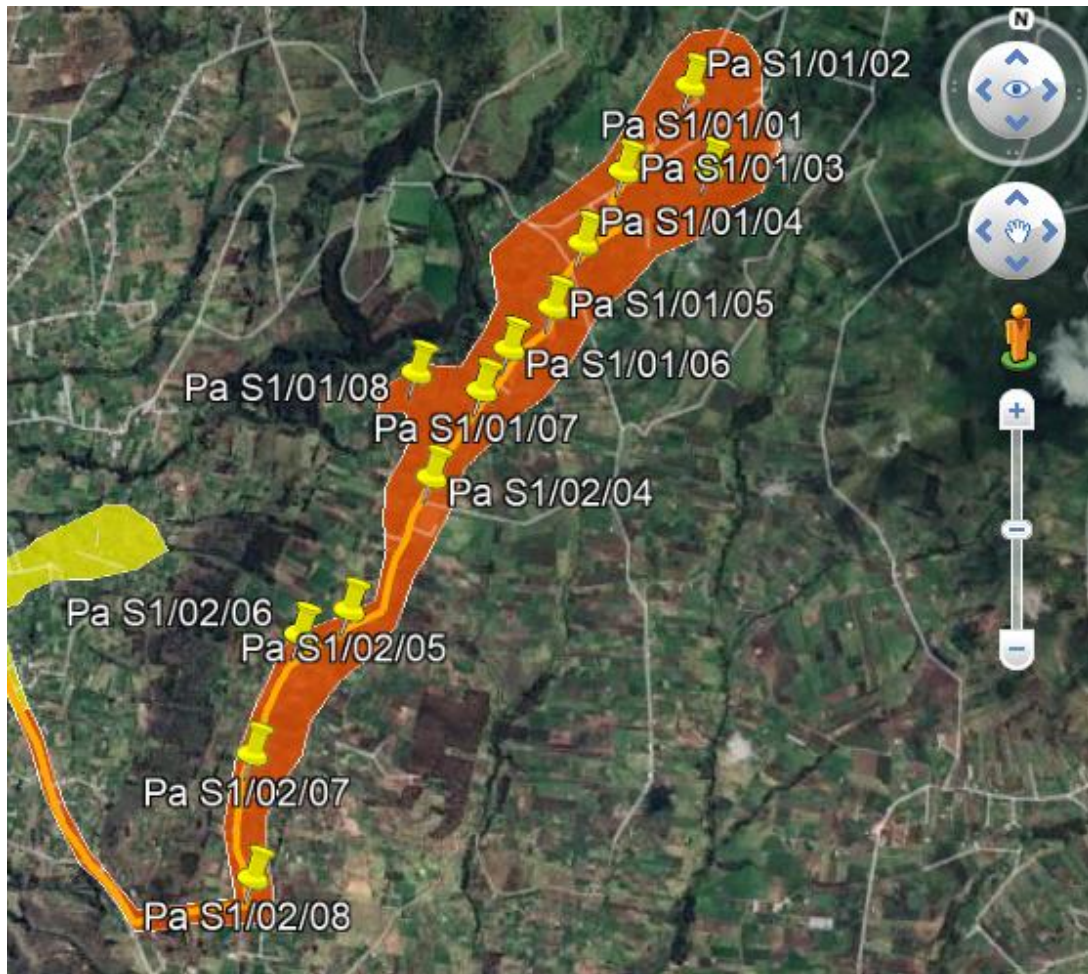 N
Pa S1/01/02
Pa S1/01/01
Pa S1/01/03
Pa S1/01/04
Pa S1/01/05
Pa S1/01/06
Pa S1/01/08
Pa S1/01/07
Pa S1/02/04
Pa S1/02/06
Pa S1/02/05
Pa S1/02/07
Pa S1/02/08